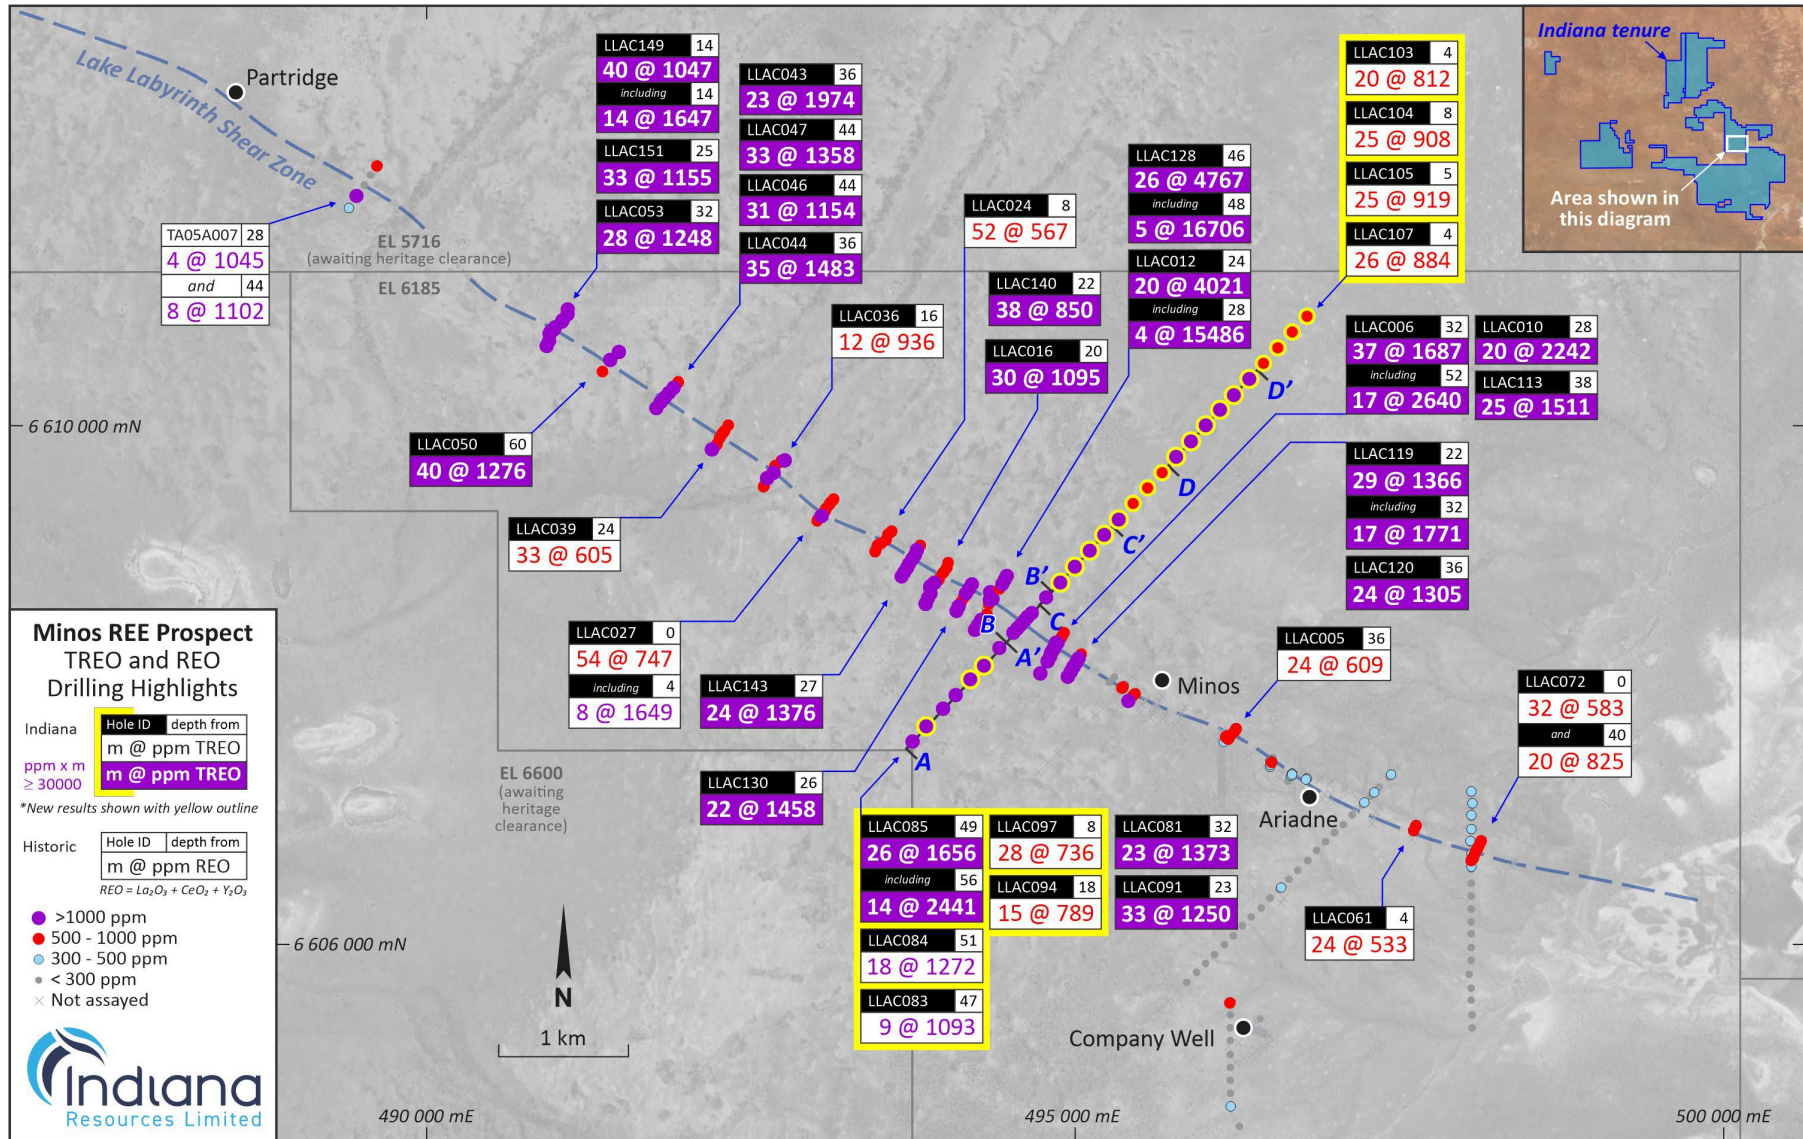 Lake Labyrinth Shear Zone
Partridge
TA05A007 28
4 @ 1045
and 44
8 @ 1102
EL 5716
(awaiting heritage clearance)
EL 6185
LLAC149 14
40 @ 1047
including 14
14 @ 1647
LLAC151 25
33 @ 1155
LLAC053 32
28 @ 1248
LLAC043 36
23 @ 1974
LLAC047 44
33 @ 1358
LLAC046 44
31 @ 1154
LLAC044 36
35 @ 1483
LLAC036 16
12 @ 936
LLAC024 8
52 @ 567
LLAC140 22
38 @ 850
LLAC016 20
30 @ 1095
LLAC128 46
26 @ 4767
including 48
5 @ 16706
LLAC012 24
20 @ 4021
including 28
4 @ 15486
LLAC103 4
20 @ 812
LLAC104 8
25 @ 908
LLAC105 5
25 @ 919
LLAC107 4
26 @ 884
Indiana tenure
Area shown in
this diagram
LLAC006 32
37 @ 1687
including 52
17 @ 2640
LLAC010 28
20 @ 2242
LLAC113 38
25 @ 1511
LLAC119 22
29 @ 1366
including 32
17 @ 1771
LLAC120 36
24 @ 1305
6 610 000 mN
LLAC050 60
40 @ 1276
LLAC039 24
33 @ 605
LLAC027 0
54 @ 747
including 4
8 @ 1649
LLAC143 27
24 @ 1376
LLAC130 26
22 @ 1458
D'
D
C'
B'
C
B
A'
A
Minos
LLAC005 36
24 @ 609
LLAC072 0
32 @ 583
and 40
20 @ 825
Ariadne
LLAC061 4
24 @ 533
EL 6600
(awaiting
heritage
clearance)
LLAC085 49
26 @ 1656
including 56
14 @ 2441
LLAC084 51
18 @ 1272
LLAC083 47
9 @ 1093
LLAC097 8
28 @ 736
LLAC094 18
15 @ 789
LLAC081 32
23 @ 1373
LLAC091 23
33 @ 1250
Company Well
6 606 000 mN
N
1 km
490 000 mE
495 000 mE
500 000 mE
Minos REE Prospect
TREO and REO
Drilling Highlights
Indiana
Hole ID depth from
m @ ppm TREO
ppm x m
≥ 30000
m @ ppm TREO
*New results shown with yellow outline
Historic
Hole ID depth from
m @ ppm REO
REO = La₂O₃ + CeO₂ + Y₂O₃
>1000 ppm
500 - 1000 ppm
300 - 500 ppm
< 300 ppm
Not assayed
Indiana
Resources Limited